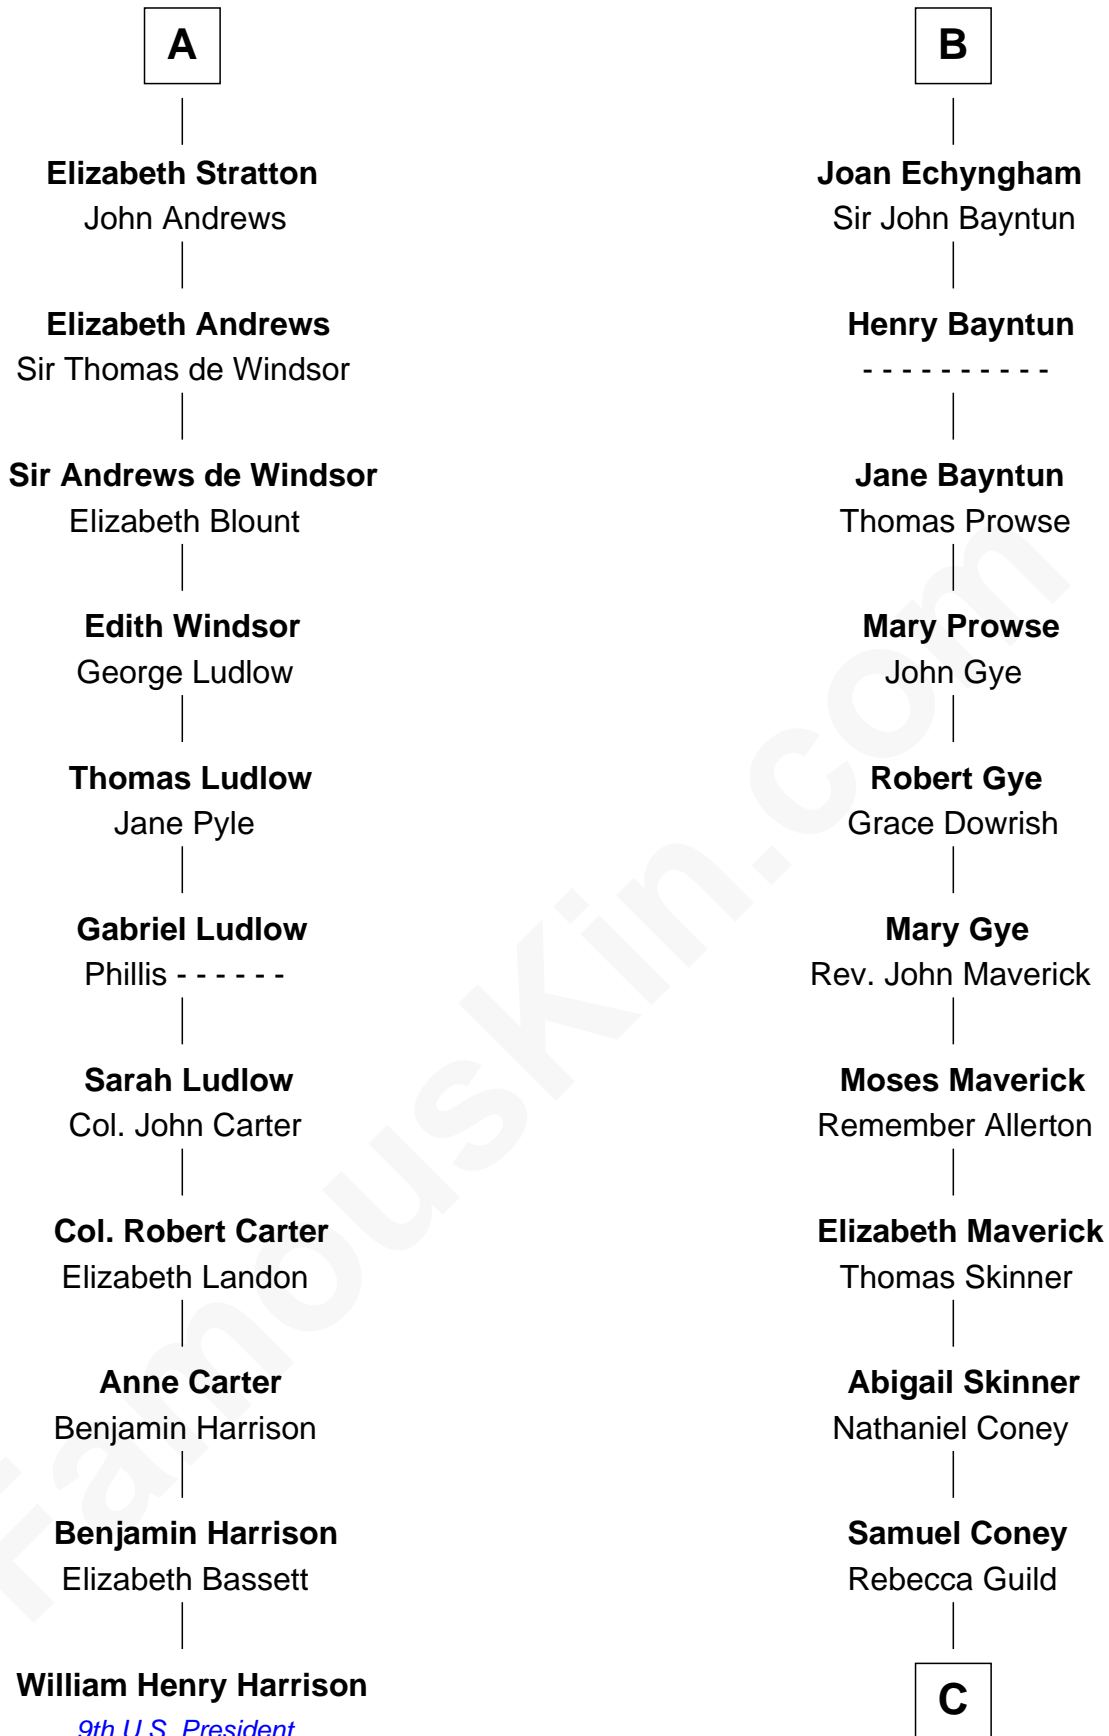 A
Elizabeth Stratton
John Andrews
Elizabeth Andrews
Sir Thomas de Windsor
Sir Andrews de Windsor
Elizabeth Blount
Edith Windsor
George Ludlow
Thomas Ludlow
Jane Pyle
Gabriel Ludlow
Phillis - - - - - -
Sarah Ludlow
Col. John Carter
Col. Robert Carter
Elizabeth Landon
Anne Carter
Benjamin Harrison
Benjamin Harrison
Elizabeth Bassett
William Henry Harrison
9th U.S. President
B
Joan Echyngham
Sir John Bayntun
Henry Bayntun
- - - - - - - - - -
Jane Bayntun
Thomas Prowse
Mary Prowse
John Gye
Robert Gye
Grace Dowrish
Mary Gye
Rev. John Maverick
Moses Maverick
Remember Allerton
Elizabeth Maverick
Thomas Skinner
Abigail Skinner
Nathaniel Coney
Samuel Coney
Rebecca Guild
C
FamousKin.com